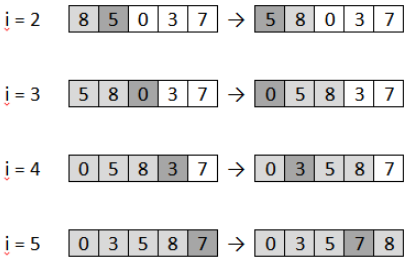 i = 2 8 5 0 3 7 → 5 8 0 3 7
i = 3 5 8 0 3 7 → 0 5 8 3 7
i = 4 0 5 8 3 7 → 0 3 5 8 7
i = 5 0 3 5 8 7 → 0 3 5 7 8